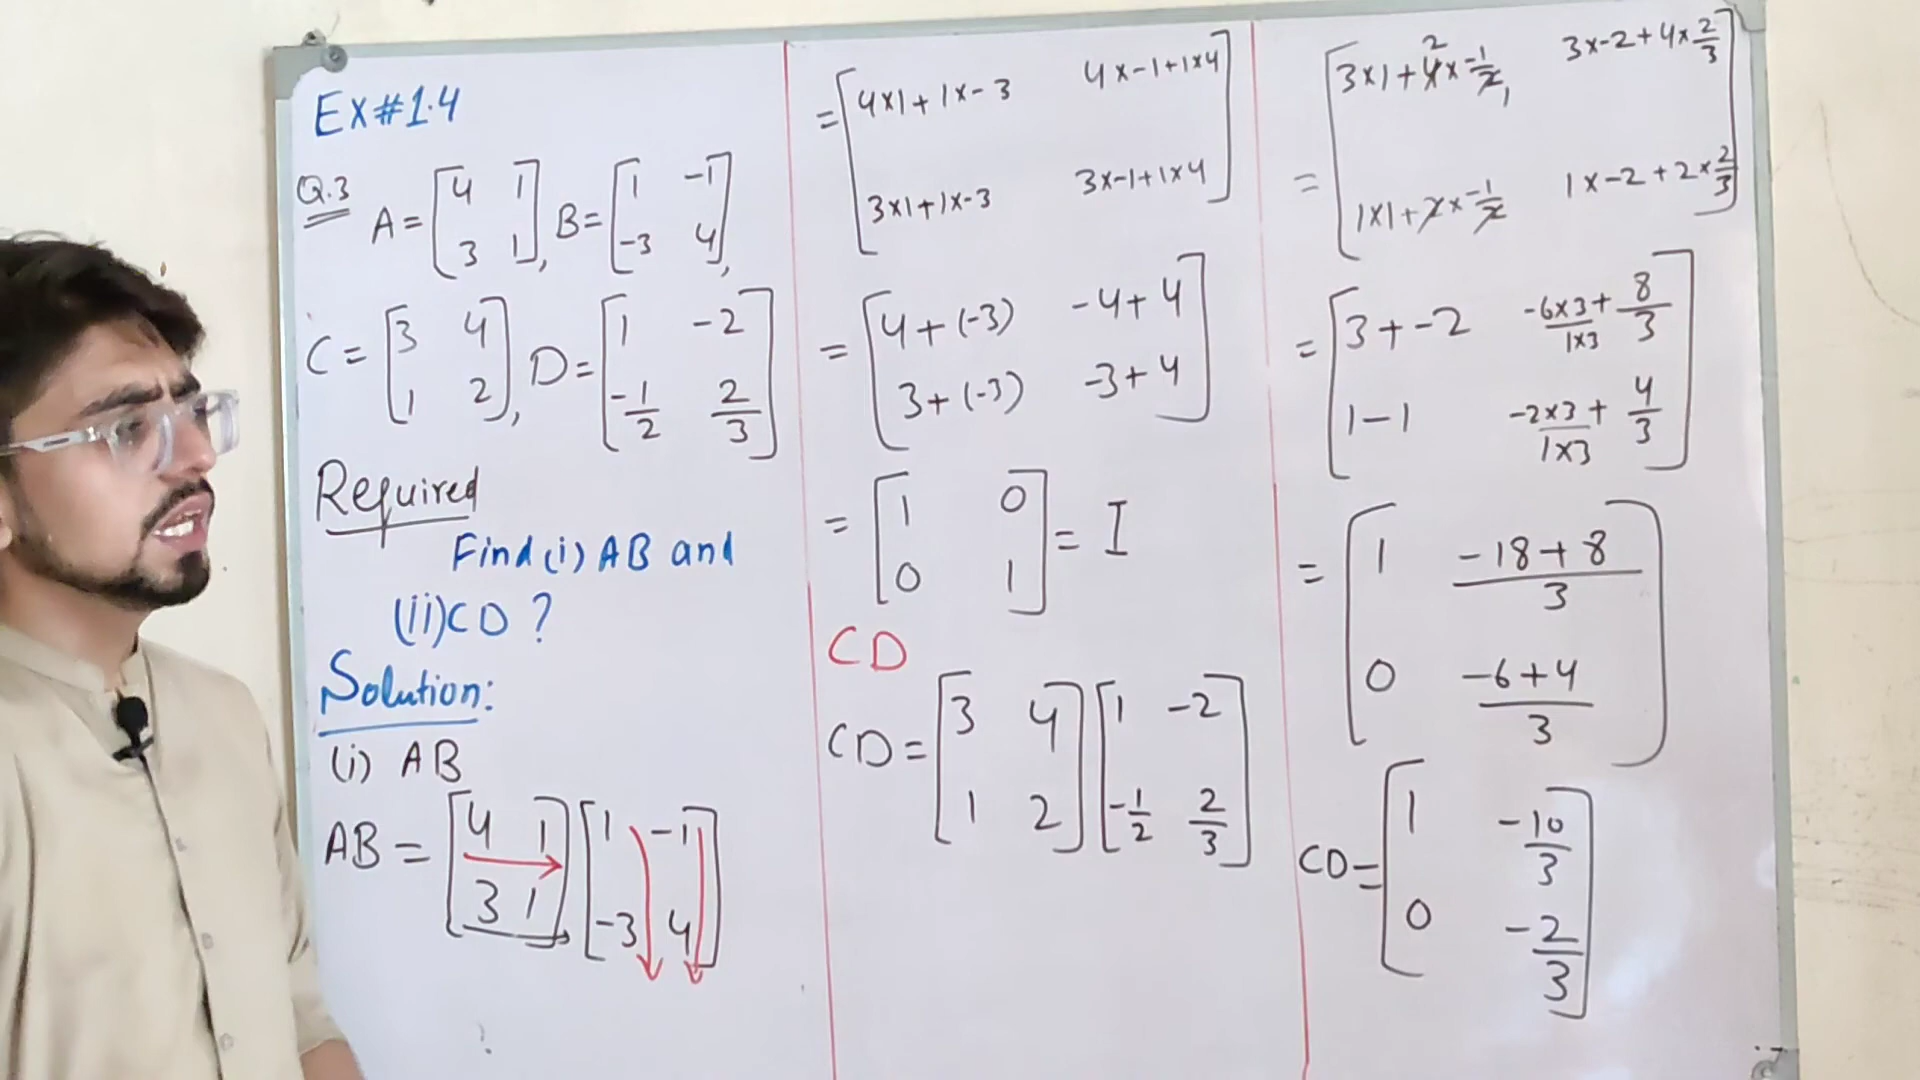 Ex#1.4
Q.3
A = [4 1
3 1], B = [1 -1
-3 4],
C = [3 4
1 2], D = [1 -2
-1/2 2/3]
Required
Find (i) AB and
(ii) CD ?
Solution:
(i) AB
AB = [4 1
3 1] [1 -1
-3 4]
= [4×1+1×-3 4×-1+1×4
3×1+1×-3 3×-1+1×4]
= [4+(-3) -4+4
3+(-3) -3+4]
= [1 0
0 1] = I
CD
CD = [3 4
1 2] [1 -2
-1/2 2/3]
= [3×1+4×-1/2 3×-2+4×2/3
2 1
1×1+2×-1/2 1×-2+2×2/3]
= [3+-2 -6×3/1×3 + 8/3
1-1 -2×3/1×3 + 4/3]
= [1 -18+8/3
0 -6+4/3]
CD = [1 -10/3
0 -2/3]